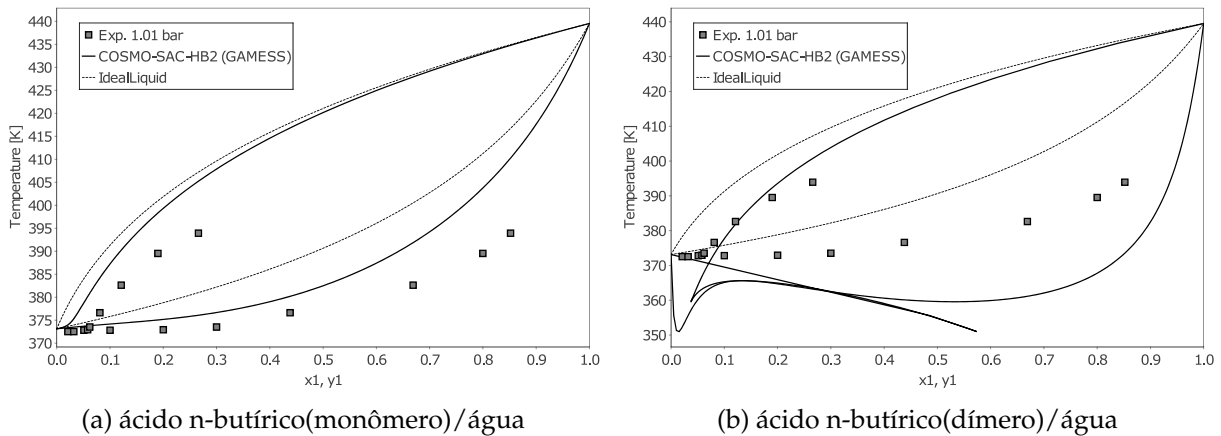 440
435
430
425
420
415
410
405
400
395
390
385
380
375
370
Temperature [K]
Exp. 1.01 bar
COSMO-SAC-HB2 (GAMESS)
IdealLiquid
0.0 0.1 0.2 0.3 0.4 0.5 0.6 0.7 0.8 0.9 1.0
x1, y1
(a) ácido n-butírico(monômero)/água
440
430
420
410
400
390
380
370
360
350
Temperature [K]
Exp. 1.01 bar
COSMO-SAC-HB2 (GAMESS)
IdealLiquid
0.0 0.1 0.2 0.3 0.4 0.5 0.6 0.7 0.8 0.9 1.0
x1, y1
(b) ácido n-butírico(dímero)/água